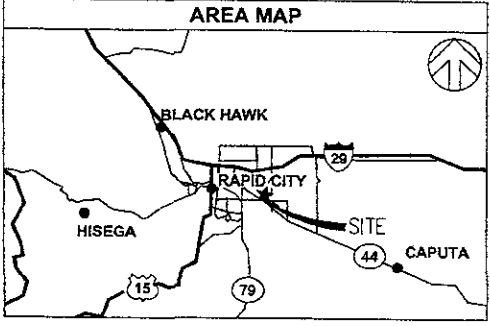 AREA MAP
BLACK HAWK
29
RAPID CITY
HISEGA
SITE
CAPUTA
44
15
79